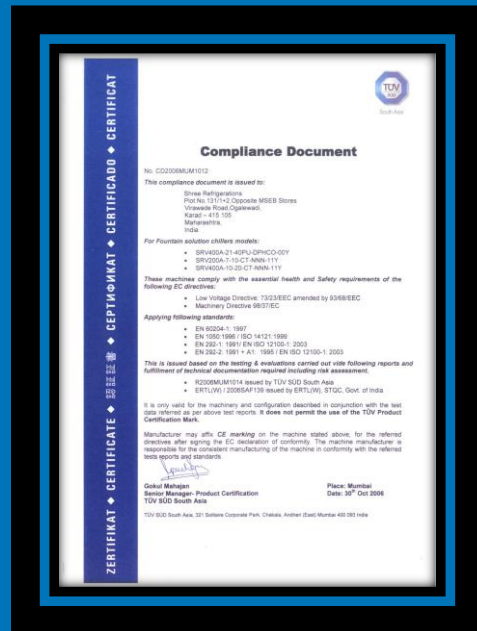 ZERTIFIKAT ◆ CERTIFICATE ◆ 認証証書 ◆ СЕРТИФИКАТ ◆ CERTIFICADO ◆ CERTIFICAT
TÜV
South Asia
Compliance Document
No. CD2006MUM1012
This compliance document is issued to:
Shree Refrigerations
Plot No.131/1+2,Opposite MSEB Stores
Virawade Road,Ogalewadi,
Karad – 415 105
Maharashtra,
India
For Fountain solution chillers models:
• SRV400A-21-40PU-DPHCO-00Y
• SRV200A-7-10-CT-NNN-11Y
• SRV400A-10-20-CT-NNN-11Y
These machines comply with the essential health and Safety requirements of the
following EC directives:
• Low Voltage Directive: 73/23/EEC amended by 93/68/EEC
• Machinery Directive 98/37/EC
Applying following standards:
• EN 60204-1: 1997
• EN 1050:1996 / ISO 14121:1999
• EN 292-1: 1991/ EN ISO 12100-1: 2003
• EN 292-2: 1991 + A1: 1995 / EN ISO 12100-1: 2003
This is issued based on the testing & evaluations carried out vide following reports and
fulfillment of technical documentation required including risk assessment.
• R2006MUM1014 issued by TÜV SÜD South Asia
• ERTL(W) / 2006SAF139 issued by ERTL(W), STQC, Govt. of India
It is only valid for the machinery and configuration described in conjunction with the test
data referred as per above test reports. It does not permit the use of the TÜV Product
Certification Mark.
Manufacturer may affix CE marking on the machine stated above, for the referred
directives after signing the EC declaration of conformity. The machine manufacturer is
responsible for the consistent manufacturing of the machine in conformity with the referred
tests reports and standards.
Gokul Mahajan
Senior Manager- Product Certification
TÜV SÜD South Asia
Place: Mumbai
Date: 30th Oct 2006
TÜV SÜD South Asia, 321 Solitaire Corporate Park, Chakala, Andheri (East) Mumbai 400 093 India